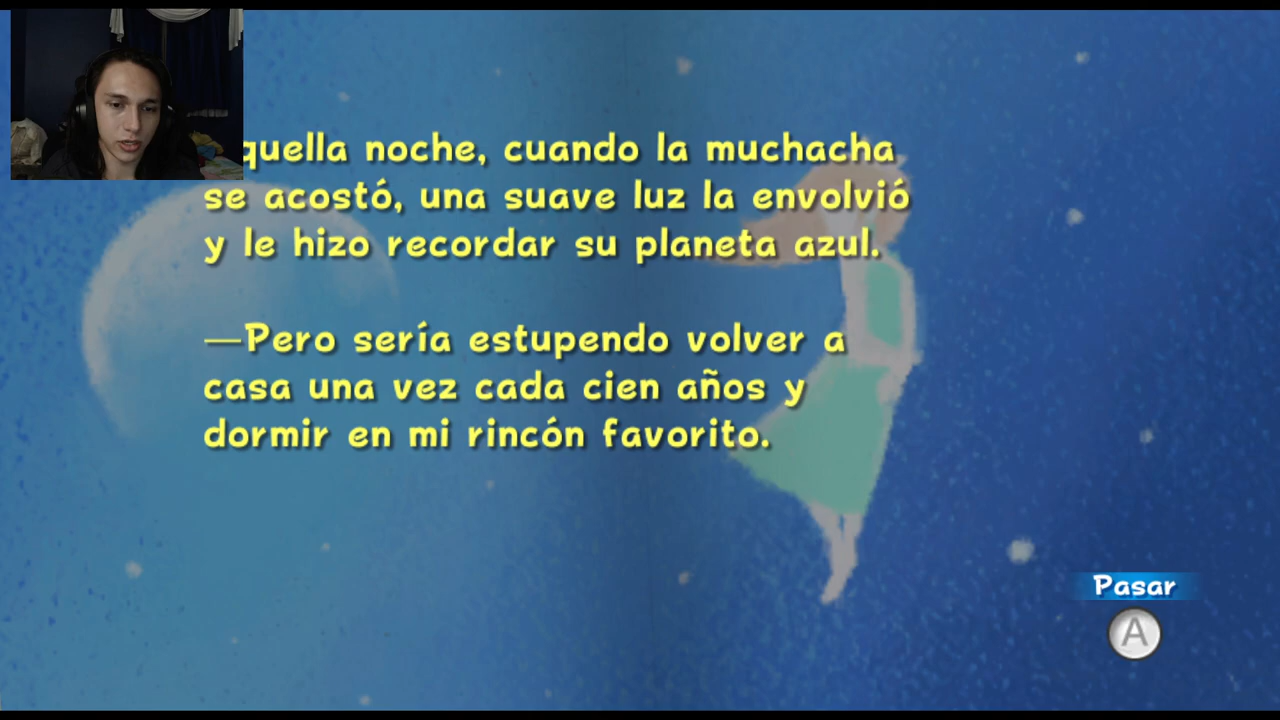 quella noche, cuando la muchacha
se acostó, una suave luz la envolvió
y le hizo recordar su planeta azul.
—Pero sería estupendo volver a
casa una vez cada cien años y
dormir en mi rincón favorito.
Pasar
A